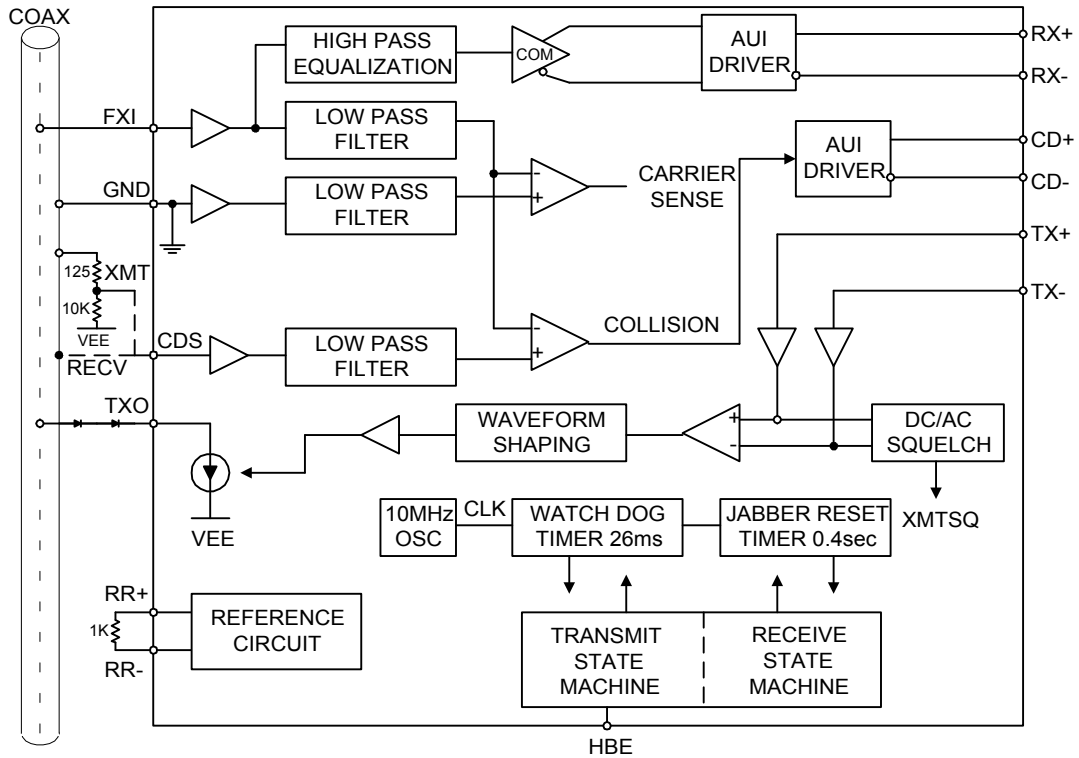 COAX
HIGH PASS
EQUALIZATION
COM
AUI
DRIVER
RX+
RX-
FXI
LOW PASS
FILTER
AUI
DRIVER
CD+
CD-
GND
LOW PASS
FILTER
-
+
CARRIER
SENSE
TX+
TX-
125
XMT
10K
VEE
CDS
RECV
LOW PASS
FILTER
-
+
COLLISION
TXO
WAVEFORM
SHAPING
+
-
DC/AC
SQUELCH
XMTSQ
VEE
10MHz
OSC
CLK
WATCH DOG
TIMER 26ms
JABBER RESET
TIMER 0.4sec
RR+
1K
RR-
REFERENCE
CIRCUIT
TRANSMIT
STATE
MACHINE
RECEIVE
STATE
MACHINE
HBE